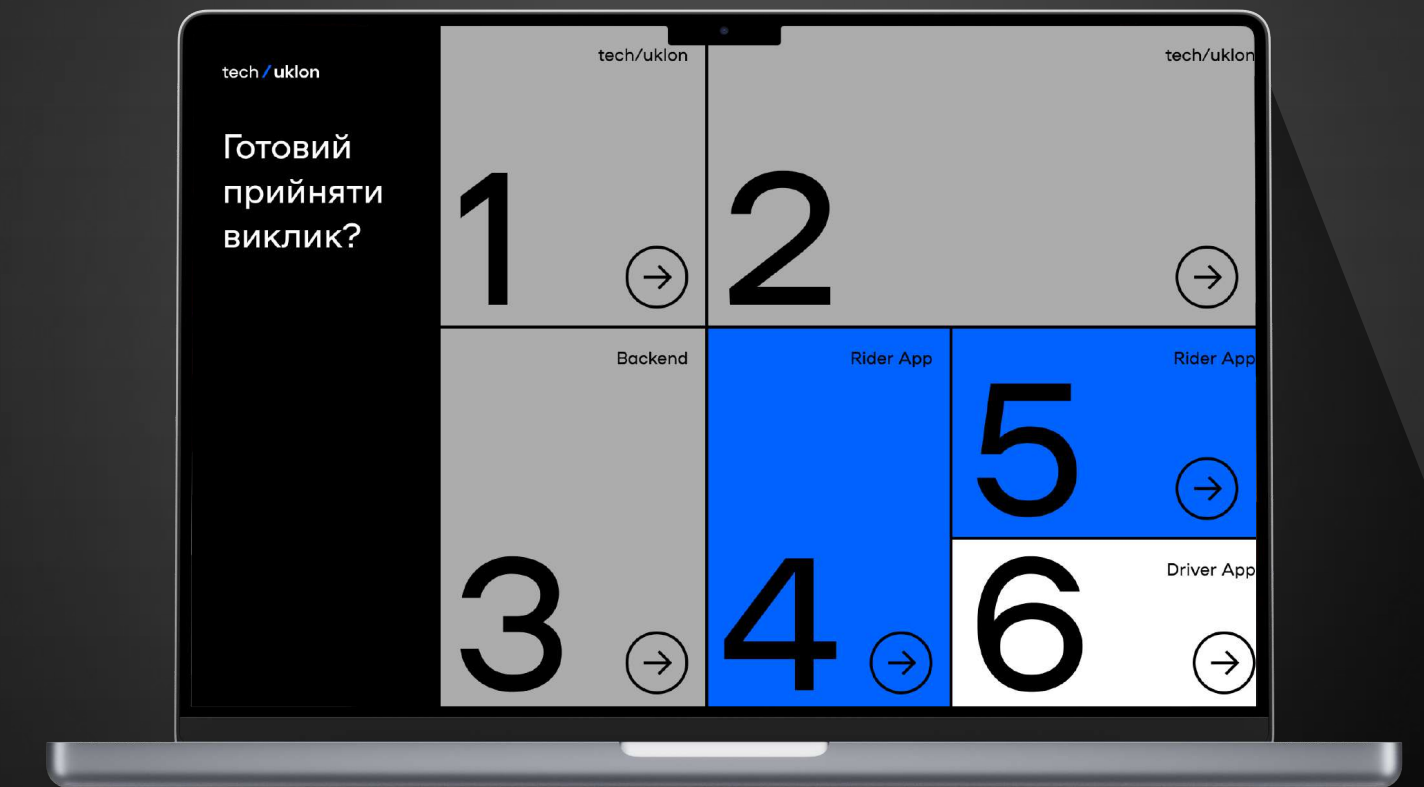 tech/uklon
Готовий
прийняти
виклик?
tech/uklon
1
tech/uklon
2
Backend
3
Rider App
4
Rider App
5
Driver App
6